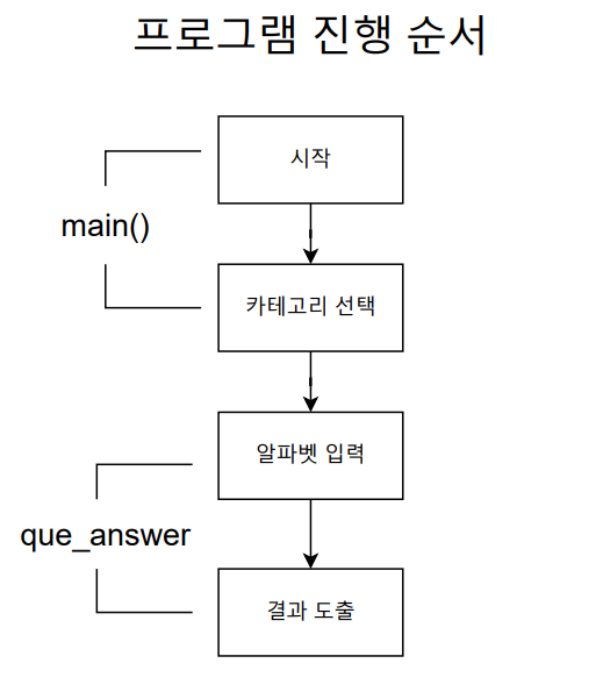 프로그램 진행 순서
시작
main()
카테고리 선택
알파벳 입력
que_answer
결과 도출